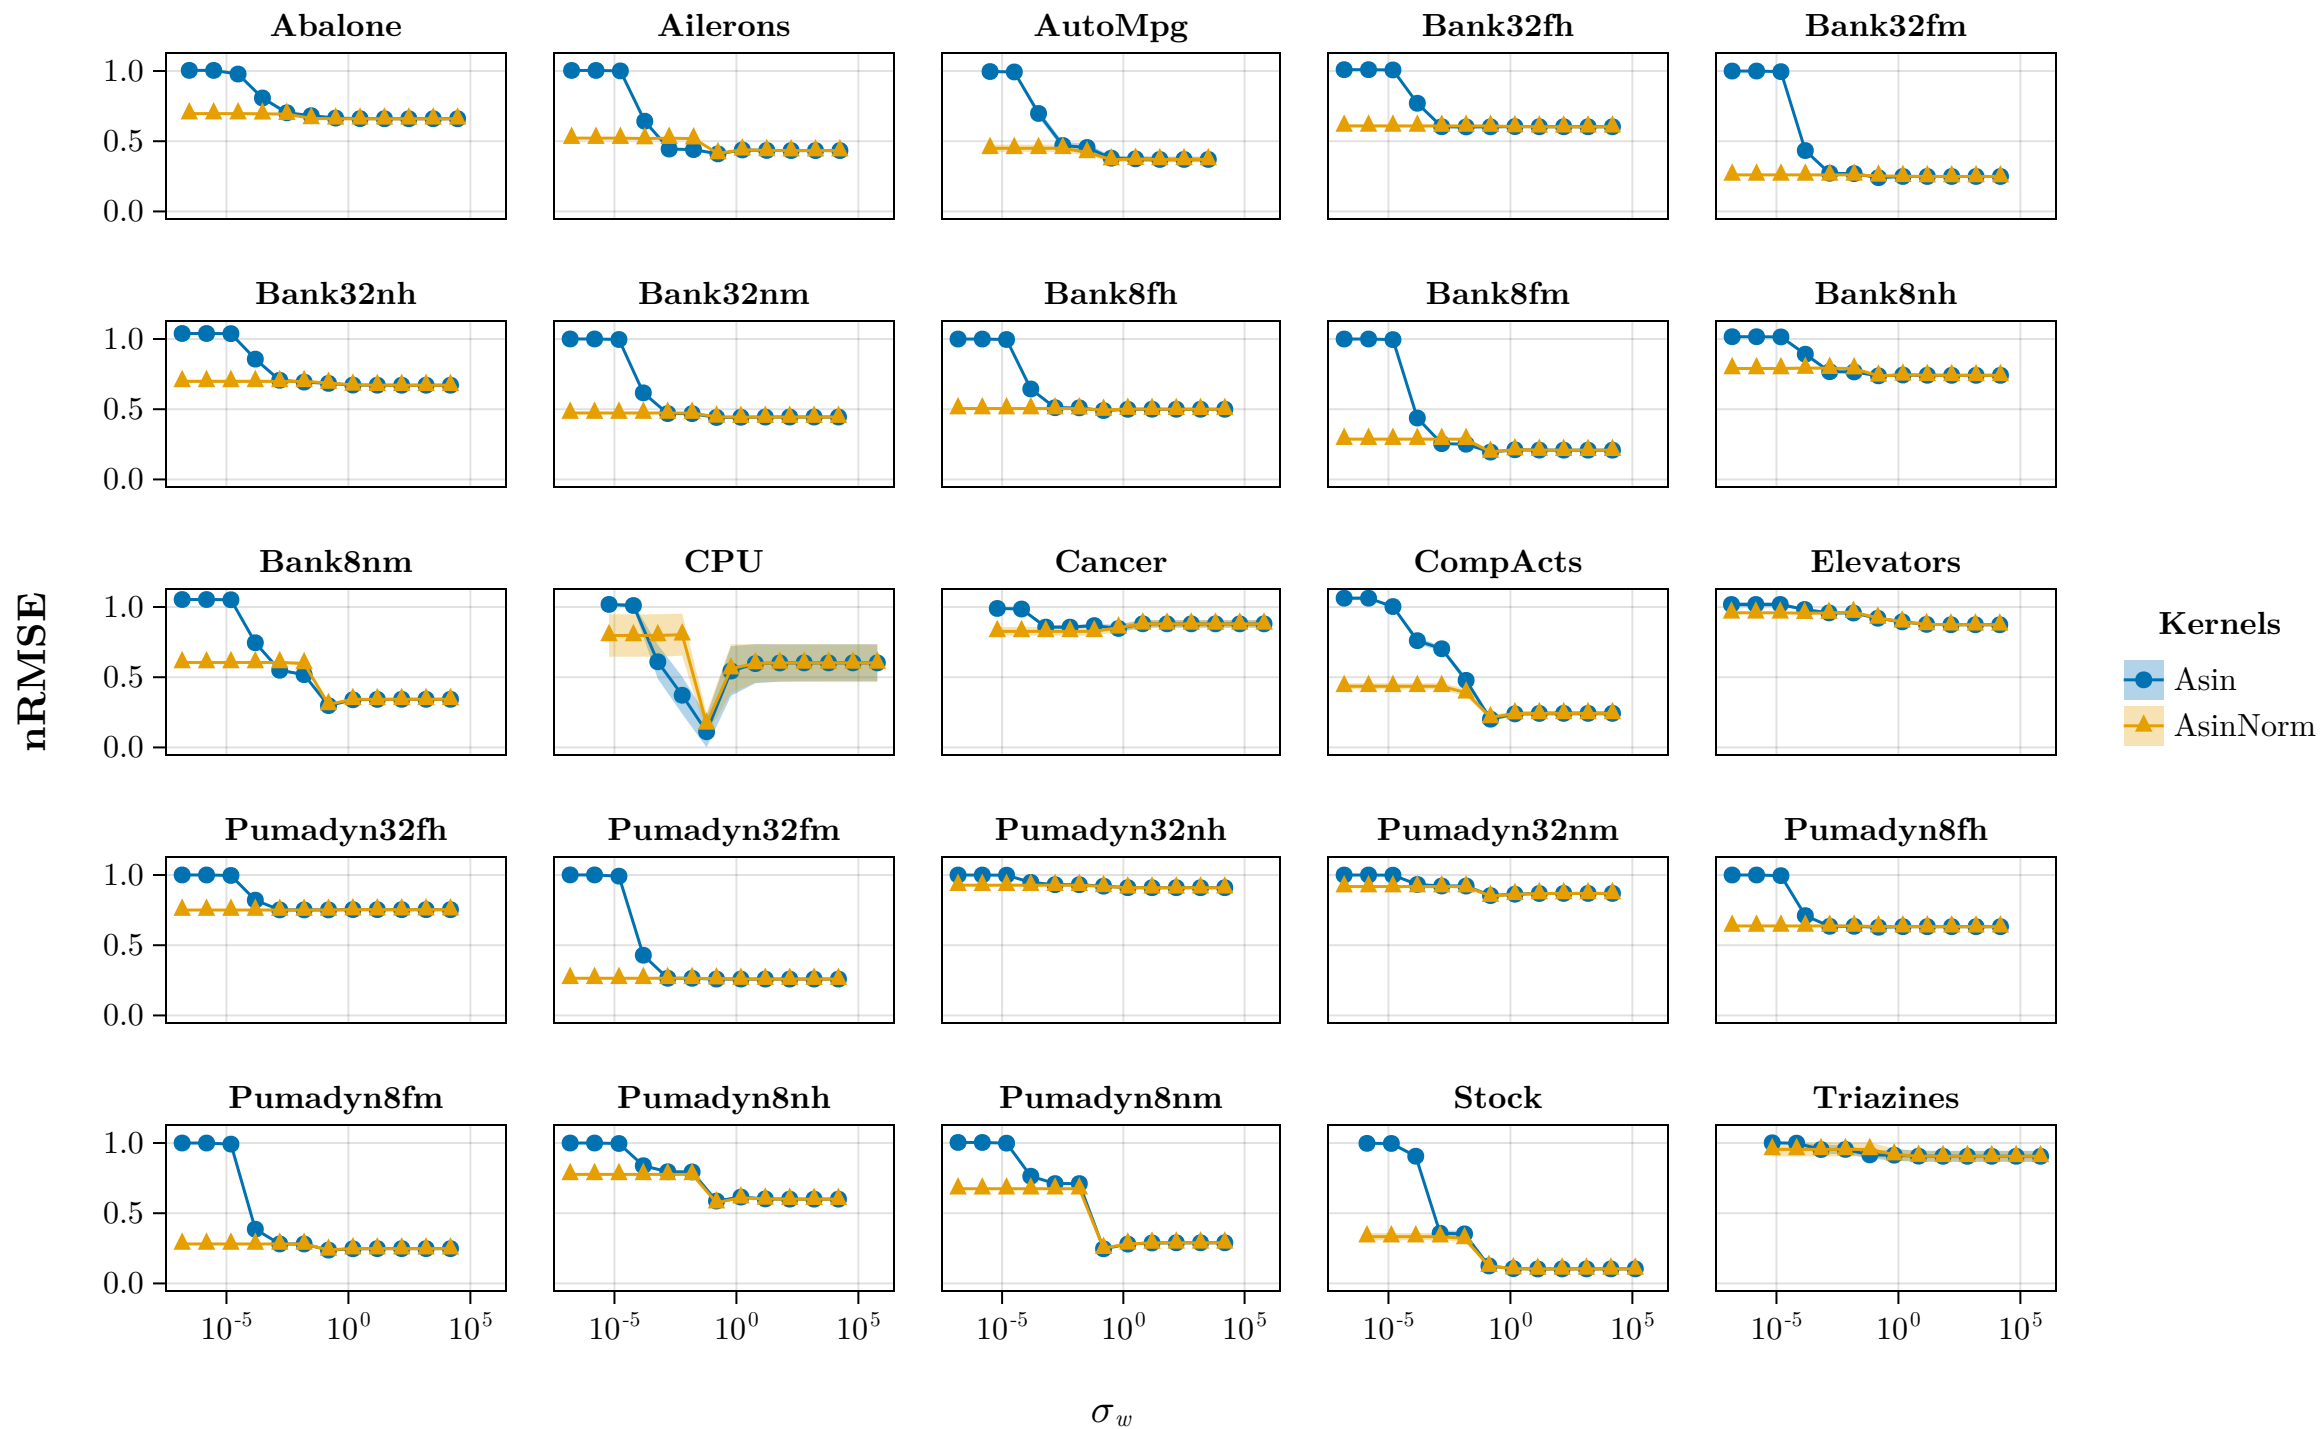 Abalone Ailerons AutoMpg Bank32fh Bank32fm
1.0
0.5
0.0
Bank32nh Bank32nm Bank8fh Bank8fm Bank8nh
1.0
0.5
0.0
Bank8nm CPU Cancer CompActs Elevators
1.0
0.5
0.0
nRMSE
Kernels
Asin
AsinNorm
Pumadyn32fh Pumadyn32fm Pumadyn32nh Pumadyn32nm Pumadyn8fh
1.0
0.5
0.0
Pumadyn8fm Pumadyn8nh Pumadyn8nm Stock Triazines
1.0
0.5
0.0
10^-5 10^0 10^5 10^-5 10^0 10^5 10^-5 10^0 10^5 10^-5 10^0 10^5 10^-5 10^0 10^5
σ_w